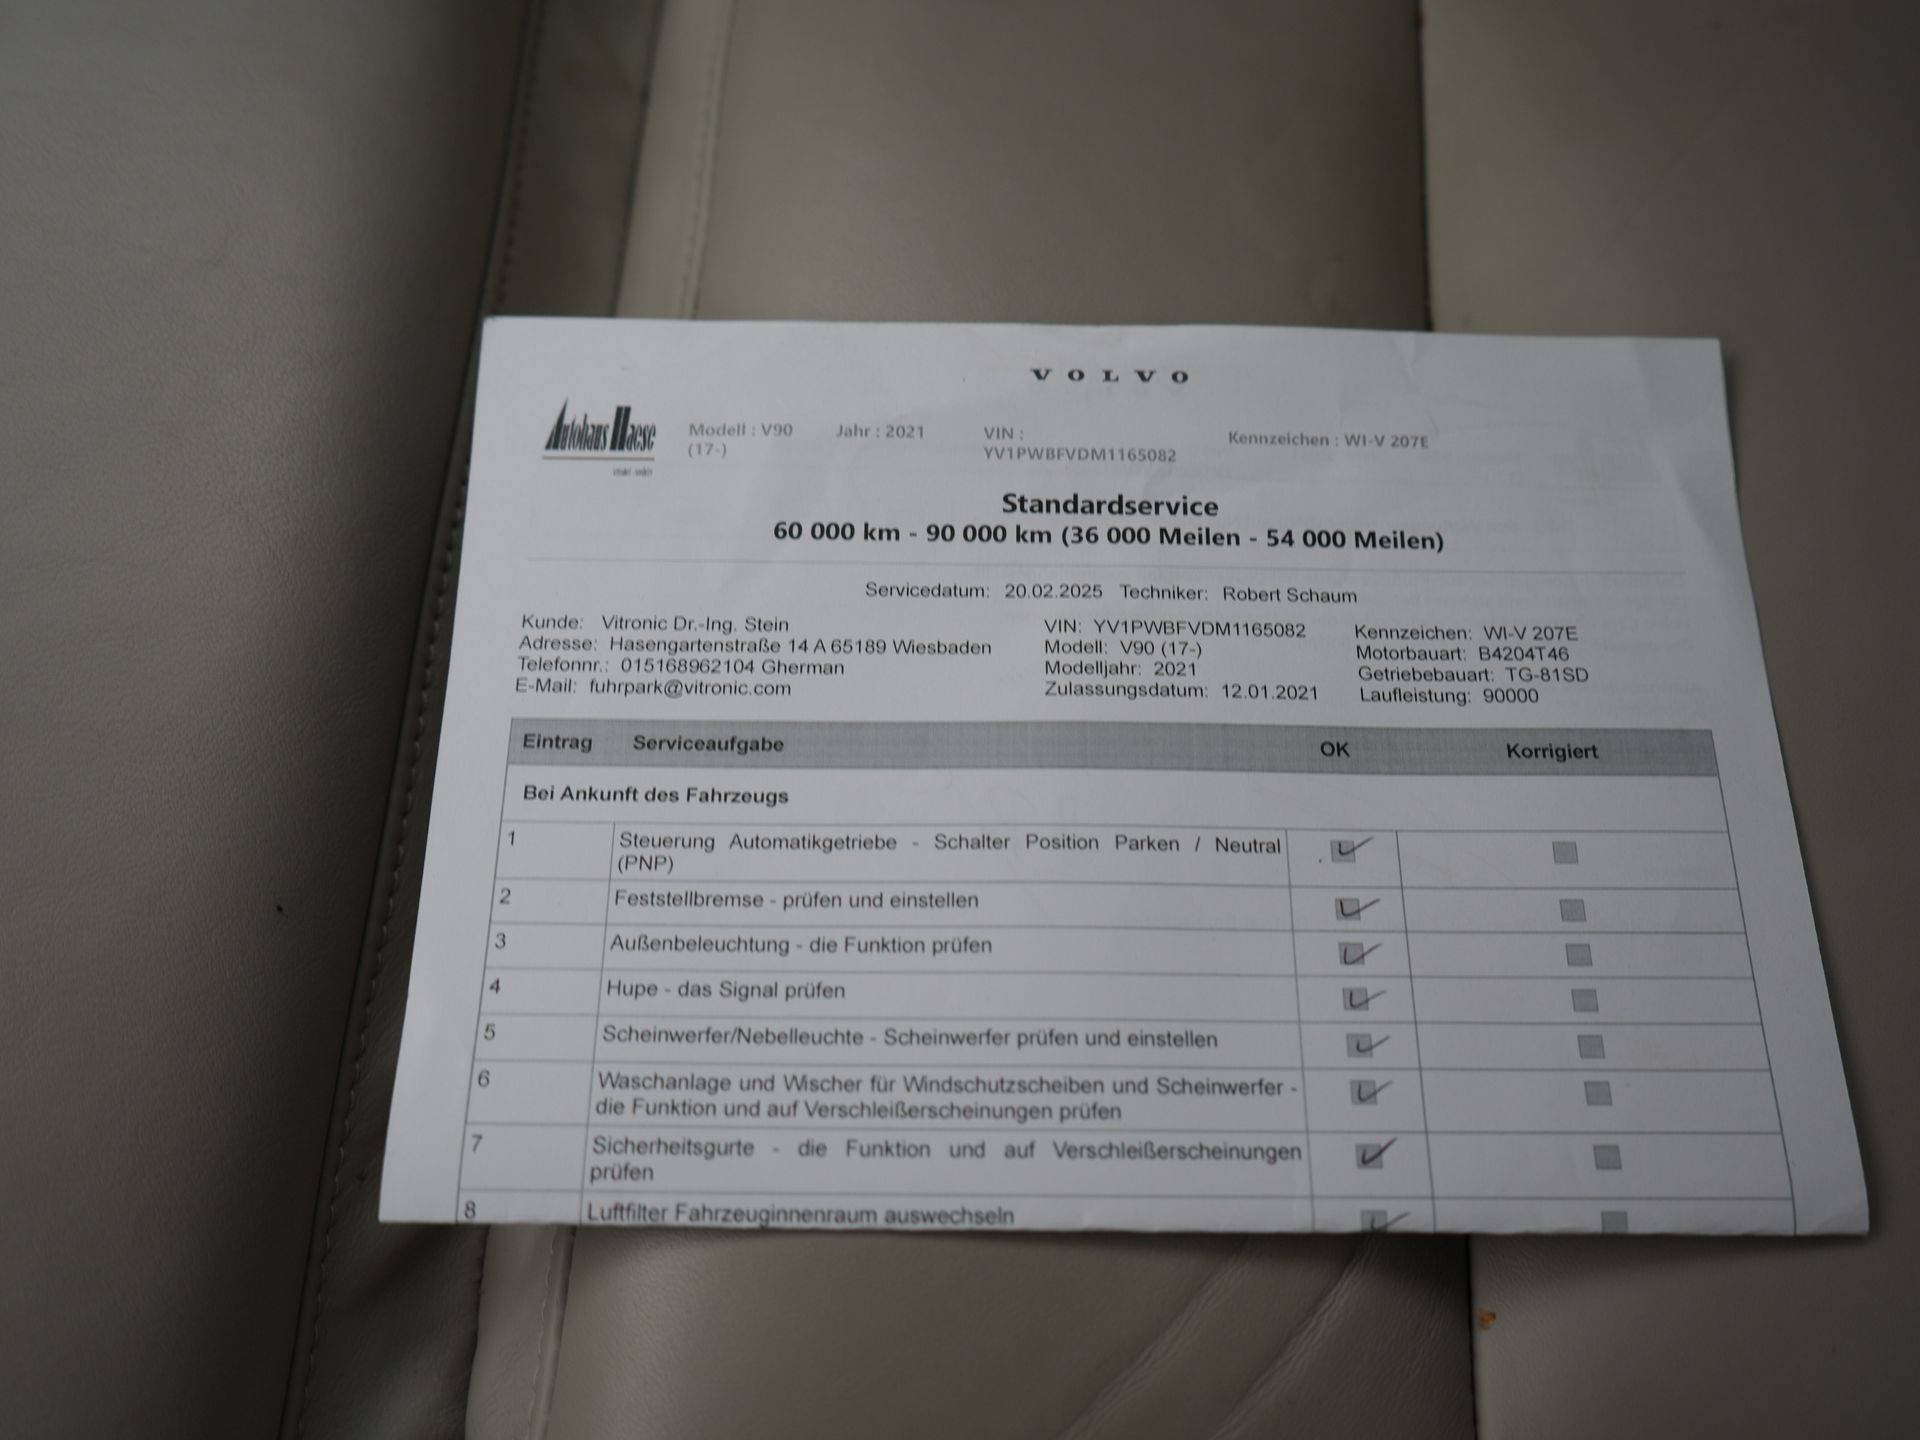 VOLVO
Autohaus Haese
Modell : V90 Jahr : 2021 VIN : Kennzeichen : WI-V 207E
(17-) YV1PWBFVDM1165082
Standardservice
60 000 km - 90 000 km (36 000 Meilen - 54 000 Meilen)
Servicedatum: 20.02.2025 Techniker: Robert Schaum
Kunde: Vitronic Dr.-Ing. Stein VIN: YV1PWBFVDM1165082 Kennzeichen: WI-V 207E
Adresse: Hasengartenstraße 14 A 65189 Wiesbaden Modell: V90 (17-) Motorbauart: B4204T46
Telefonnr.: 015168962104 Gherman Modelljahr: 2021 Getriebebauart: TG-81SD
E-Mail: fuhrpark@vitronic.com Zulassungsdatum: 12.01.2021 Laufleistung: 90000
Eintrag Serviceaufgabe OK Korrigiert
Bei Ankunft des Fahrzeugs
1 Steuerung Automatikgetriebe - Schalter Position Parken / Neutral
(PNP)
2 Feststellbremse - prüfen und einstellen
3 Außenbeleuchtung - die Funktion prüfen
4 Hupe - das Signal prüfen
5 Scheinwerfer/Nebelleuchte - Scheinwerfer prüfen und einstellen
6 Waschanlage und Wischer für Windschutzscheiben und Scheinwerfer -
die Funktion und auf Verschleißerscheinungen prüfen
7 Sicherheitsgurte - die Funktion und auf Verschleißerscheinungen
prüfen
8 Luftfilter Fahrzeuginnenraum auswechseln